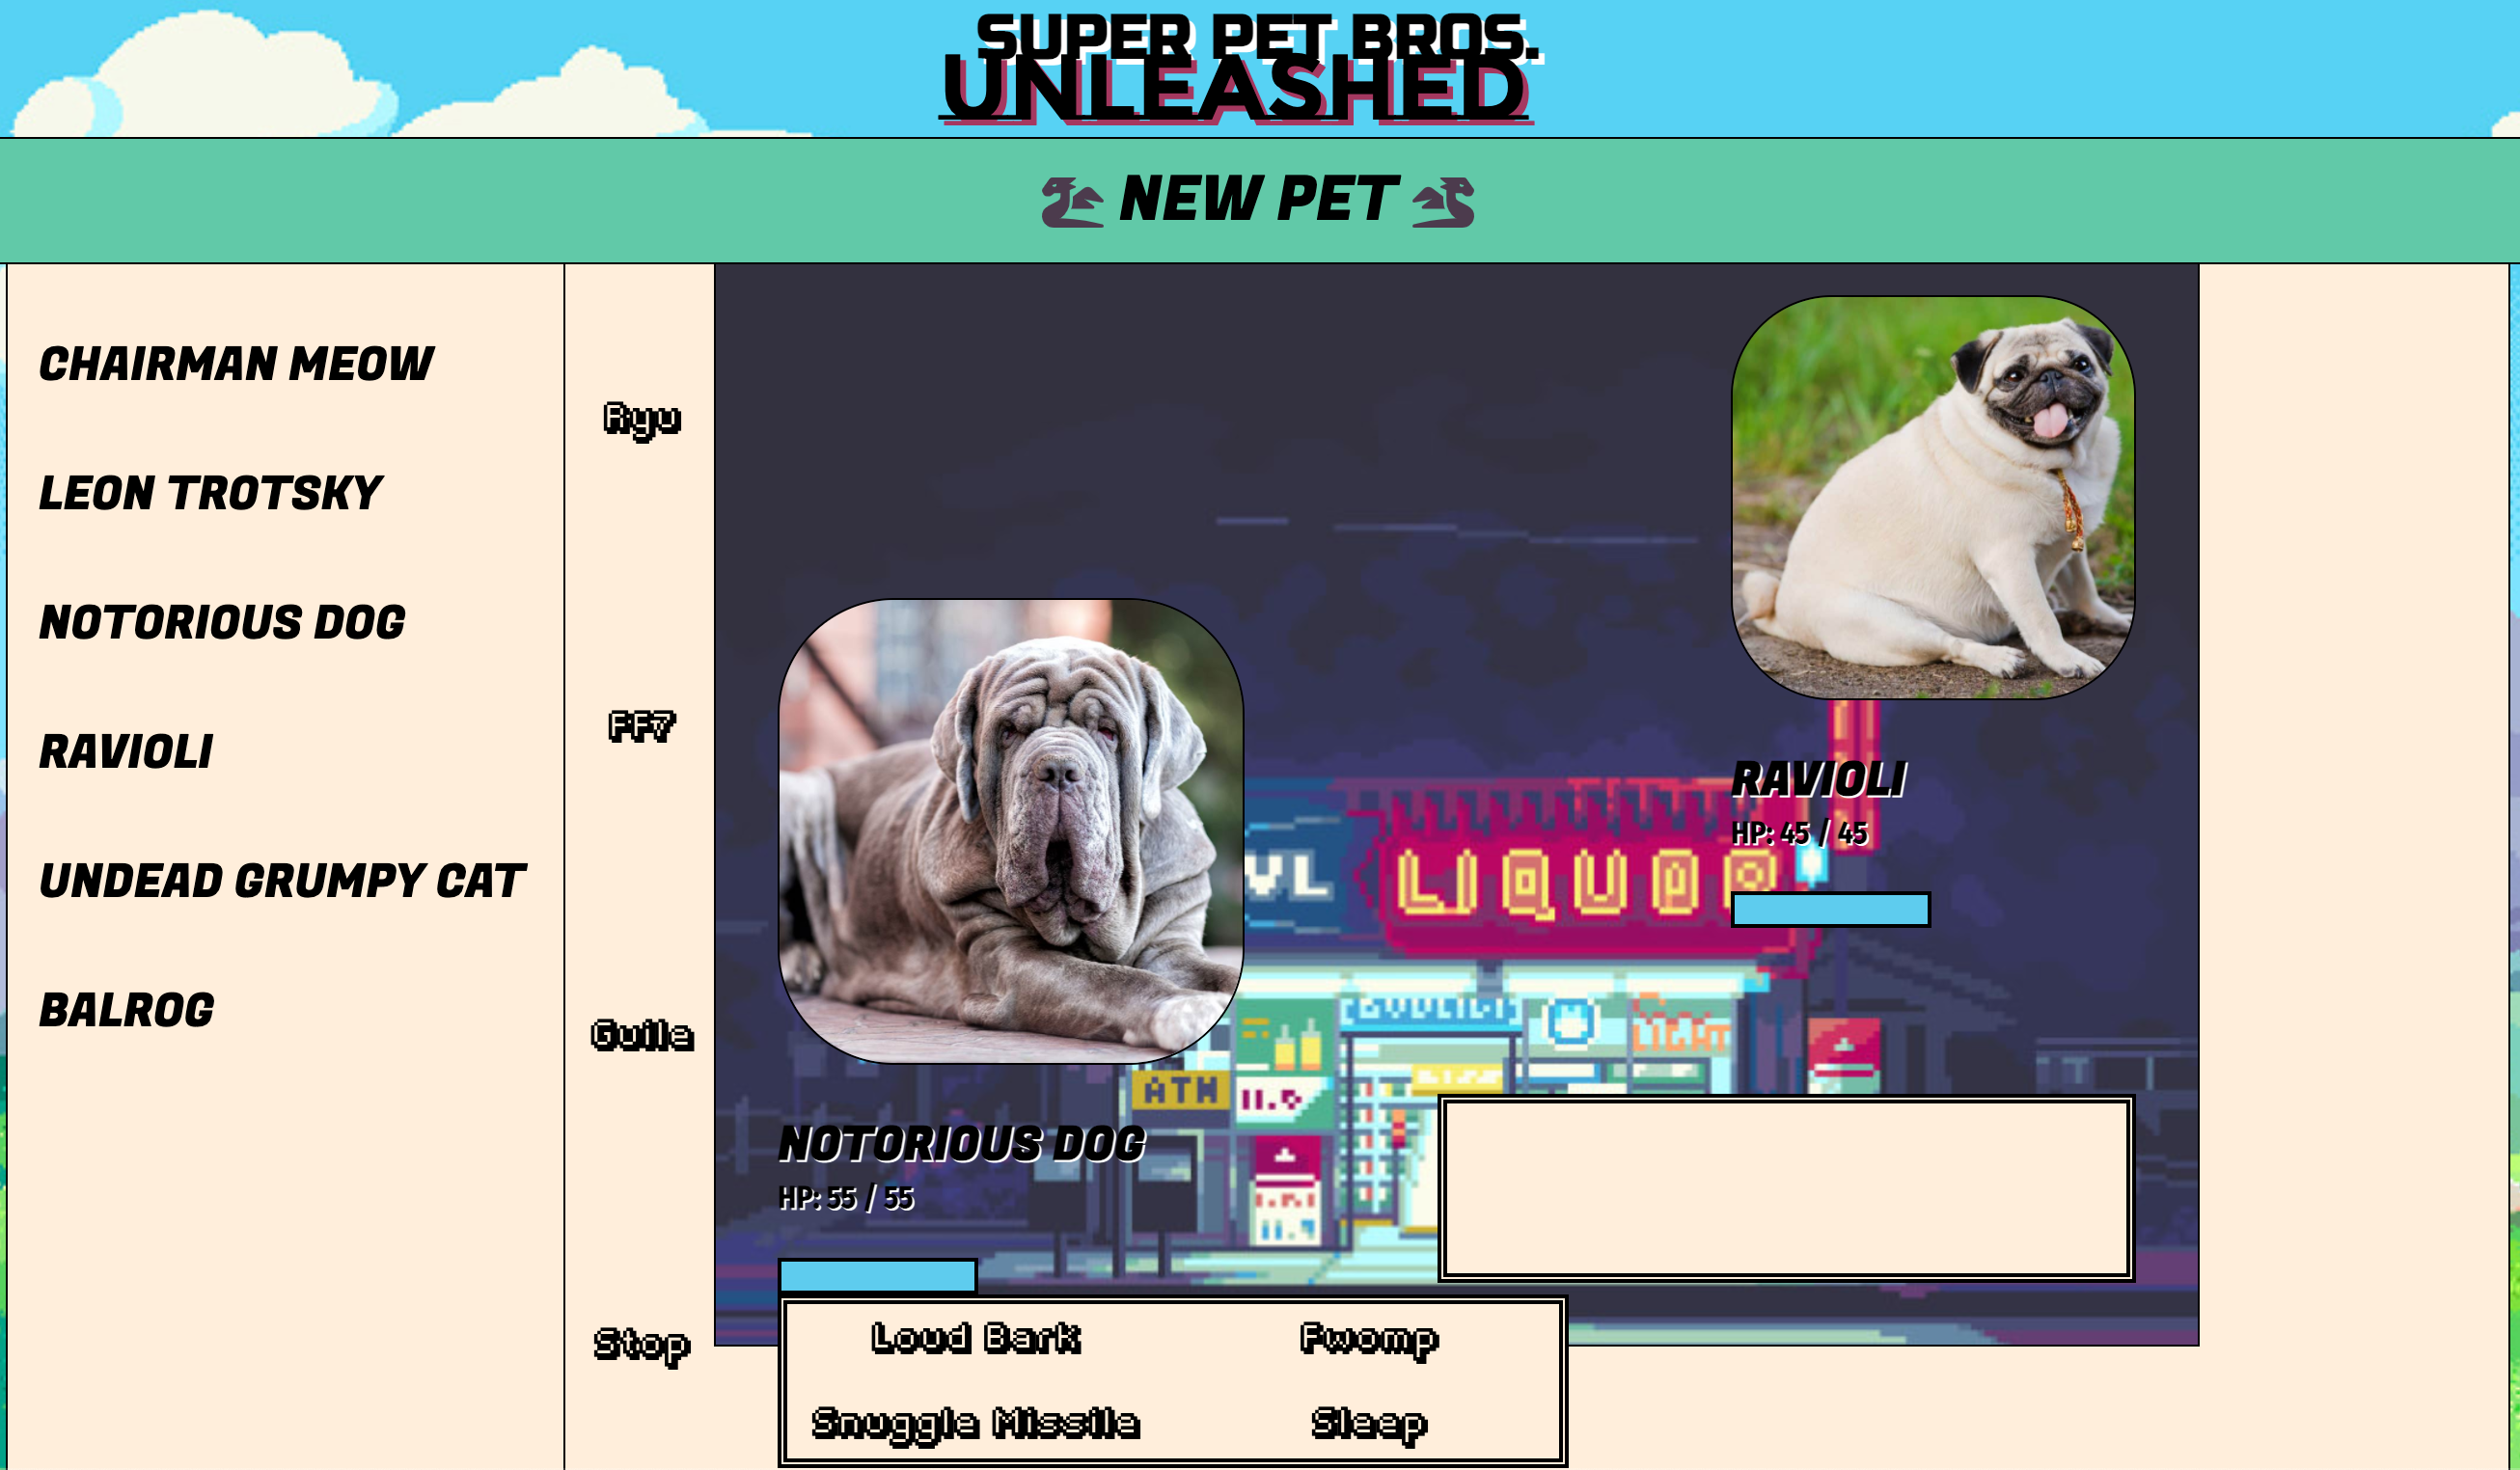 SUPER PET BROS.
UNLEASHED
NEW PET
CHAIRMAN MEOW
LEON TROTSKY
NOTORIOUS DOG
RAVIOLI
UNDEAD GRUMPY CAT
BALROG
Ryu
FF7
Guile
Stop
RAVIOLI
HP: 45 / 45
VL
LIQUOR
LIGHT
ATM
NOTORIOUS DOG
HP: 55 / 55
Loud Bark
Fwomp
Snuggle Missile
Sleep